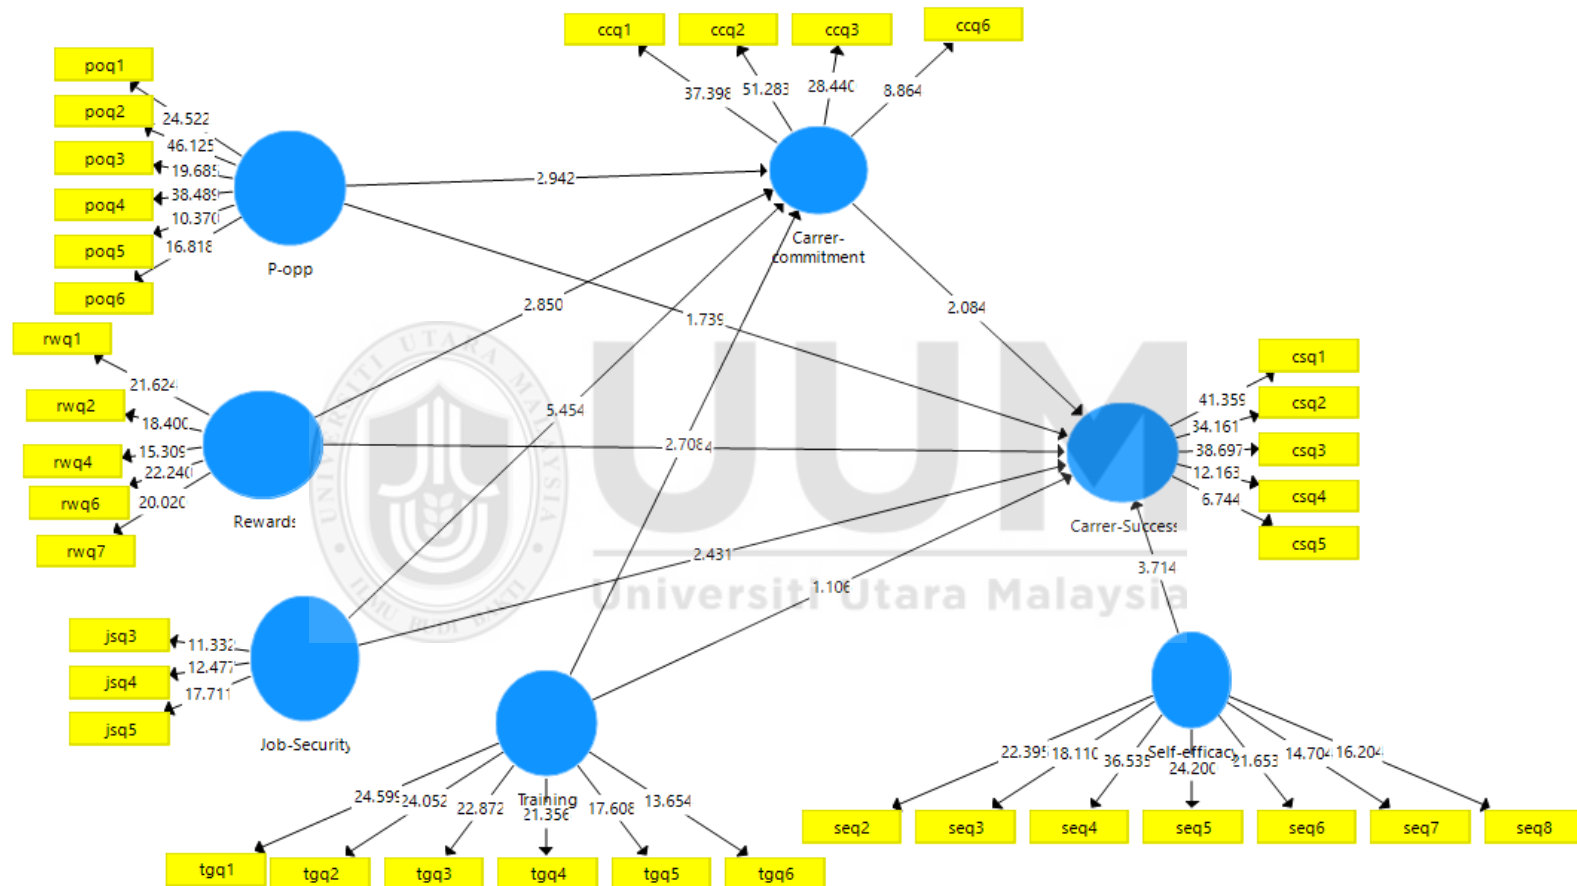 ccq1
ccq2
ccq3
ccq6
37.398
51.283
28.440
8.864
poq1
poq2
poq3
poq4
poq5
poq6
24.522
46.125
19.685
38.489
10.370
16.818
P-opp
Carrer-
commitment
2.942
2.850
1.739
2.084
5.454
2.431
1.106
3.714
rwq1
rwq2
rwq4
rwq6
rwq7
21.624
18.400
15.309
22.240
20.020
Rewards
csq1
csq2
csq3
csq4
csq5
41.359
34.161
38.697
12.163
6.744
Carrer-Success
UNIVERSITI UTARA MALAYSIA
ILMU BUDI BAKTI
UUM
Universiti Utara Malaysia
jsq3
jsq4
jsq5
11.332
12.477
17.711
Job-Security
24.599
24.052
22.872
Training
21.356
17.608
13.654
tgq1
tgq2
tgq3
tgq4
tgq5
tgq6
22.395
18.110
36.535
Self-efficacy
24.200
21.653
14.704
16.204
seq2
seq3
seq4
seq5
seq6
seq7
seq8